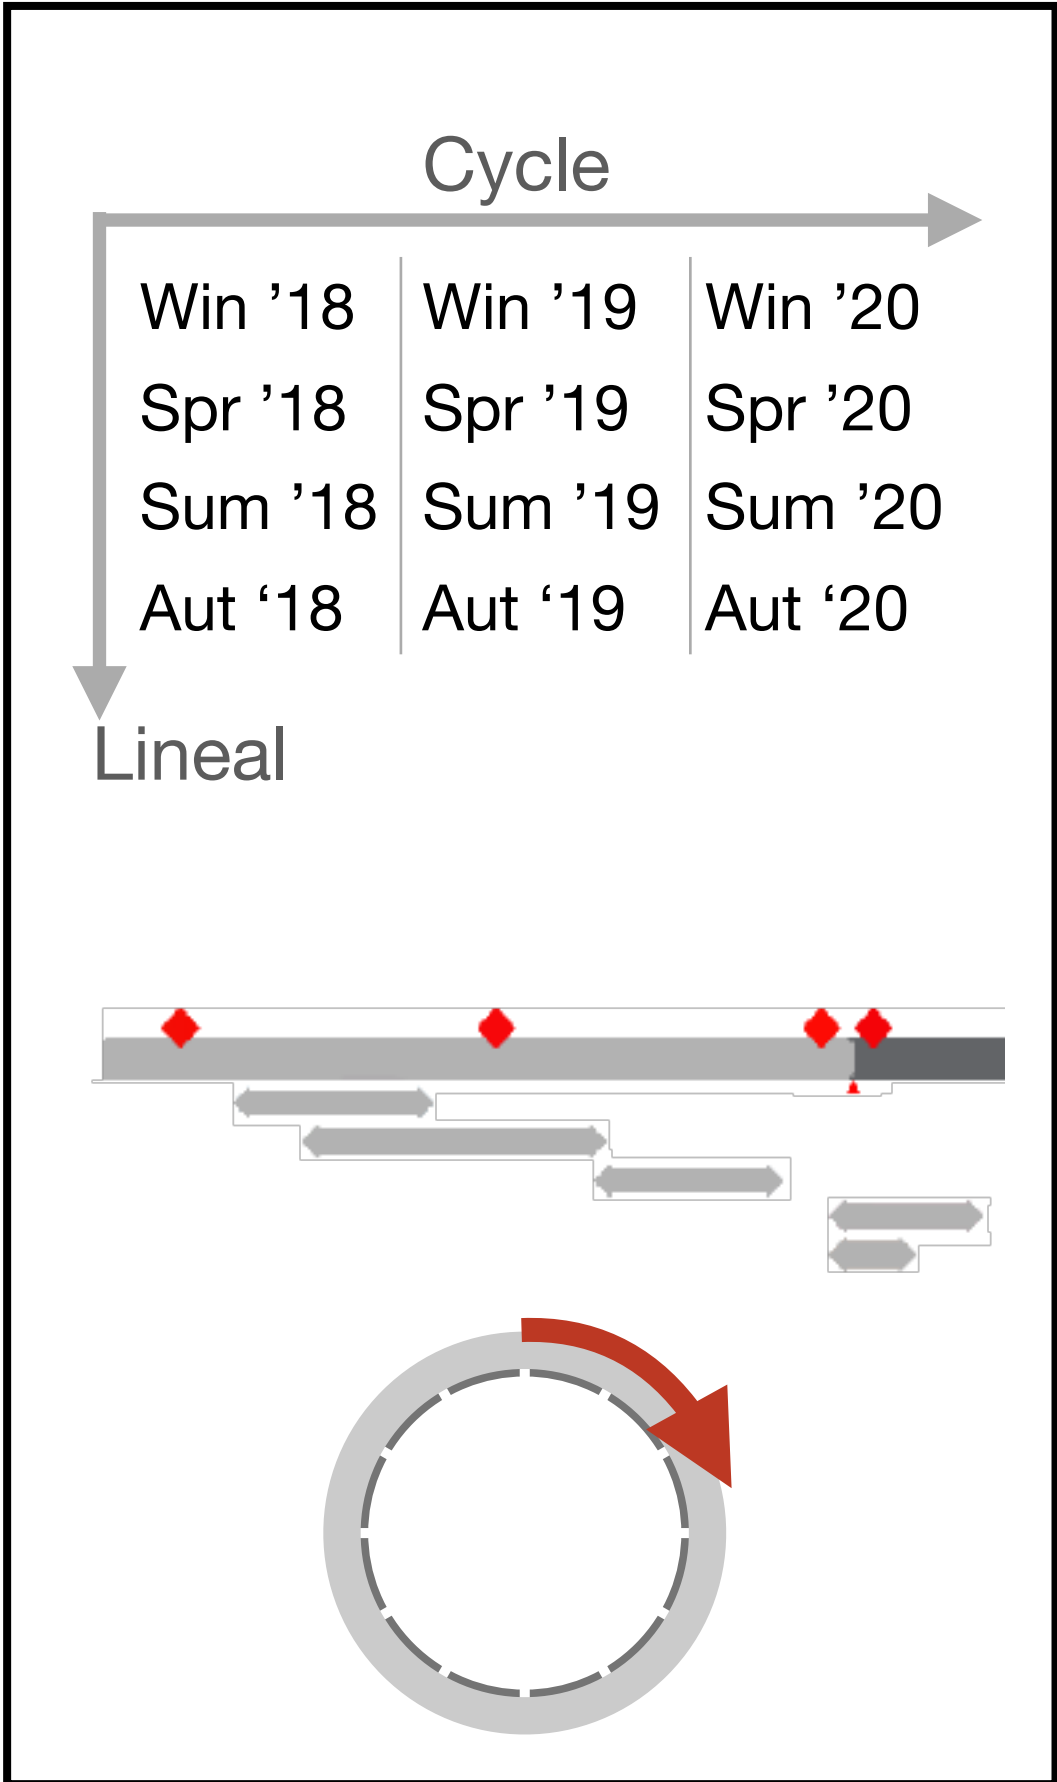 Cycle
Win ’18 Win ’19 Win ’20
Spr ’18 Spr ’19 Spr ’20
Sum ’18 Sum ’19 Sum ’20
Aut ‘18 Aut ‘19 Aut ‘20
Lineal